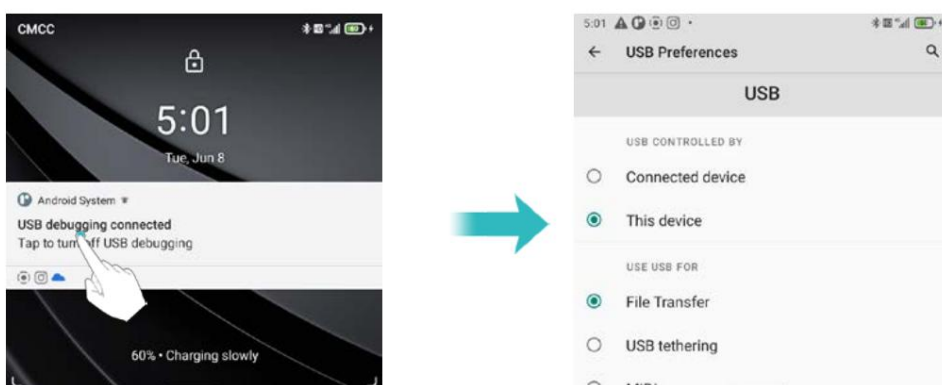 CMCC
5:01
Tue, Jun 8
Android System
USB debugging connected
Tap to turn off USB debugging
60% • Charging slowly
5:01
USB Preferences
USB
USB CONTROLLED BY
Connected device
This device
USE USB FOR
File Transfer
USB tethering